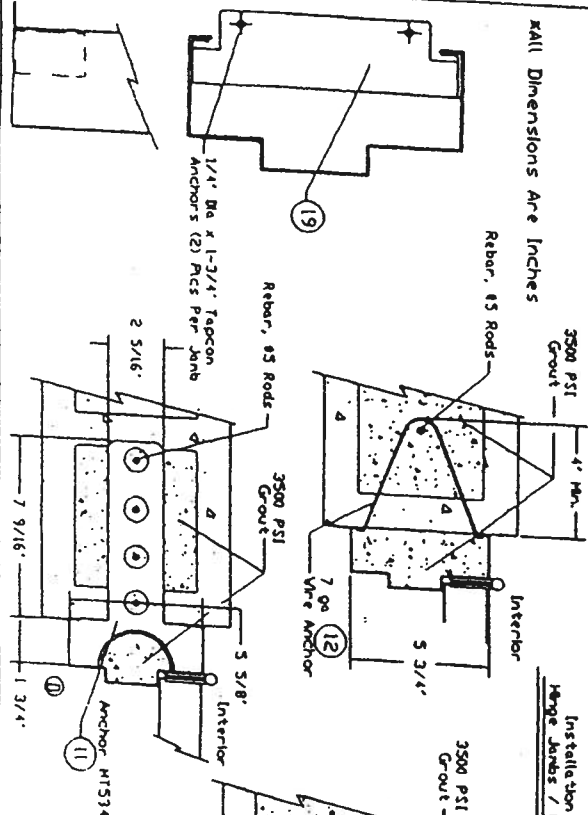 *All Dimensions Are Inches
19
1/4' Dia x 1-3/4' Tapcon
Anchors (2) Pics Per Jamb
3500 PSI
Grout
Rebar, #5 Rods
4' Min.
Interior
7 ga
Wire Anchor
12
5 3/4'
Installation
Hinge Jambs /
3500 PSI
Grout
Rebar, #5 Rods
3500 PSI
Grout
2 5/16'
7 9/16'
1 3/4'
5 5/8'
Interior
11
Anchor MT534